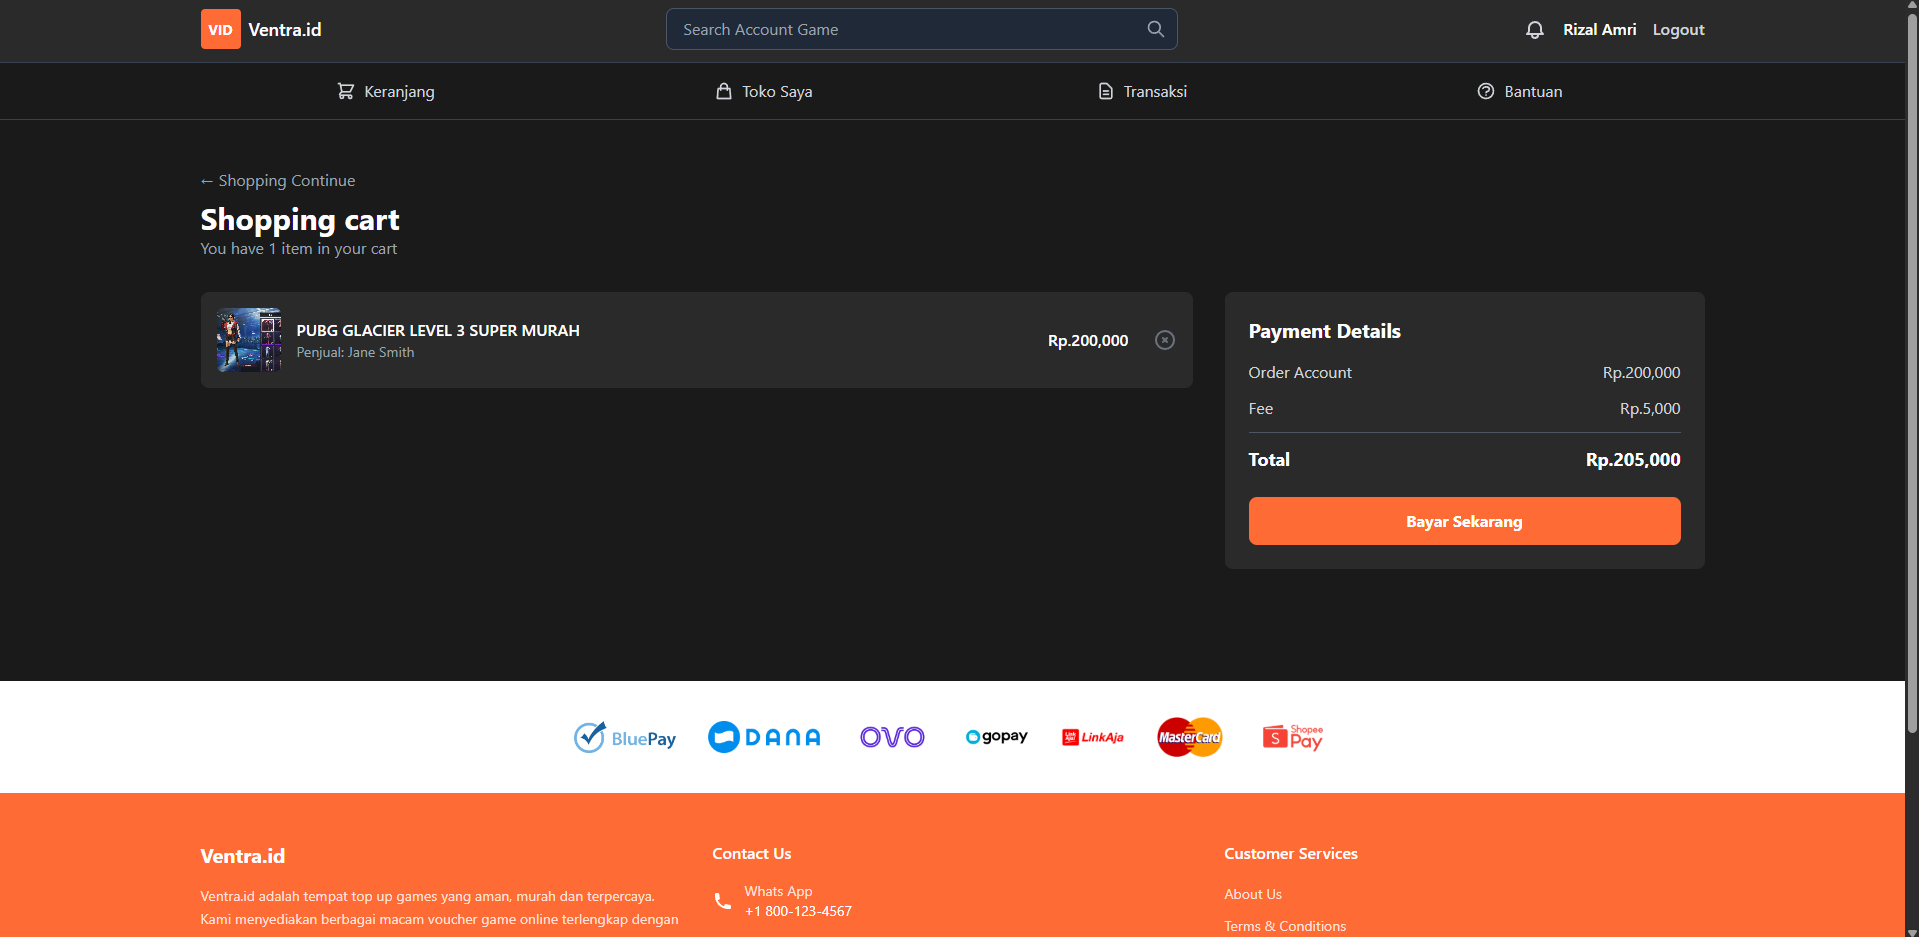 VID Ventra.id
Search Account Game
Rizal Amri
Logout
Keranjang
Toko Saya
Transaksi
Bantuan
← Shopping Continue
Shopping cart
You have 1 item in your cart
PUBG GLACIER LEVEL 3 SUPER MURAH
Penjual: Jane Smith
Rp.200,000
Payment Details
Order Account Rp.200,000
Fee Rp.5,000
Total Rp.205,000
Bayar Sekarang
BluePay
DANA
OVO
gopay
LinkAja
MasterCard
S Shopee Pay
Ventra.id
Ventra.id adalah tempat top up games yang aman, murah dan terpercaya.
Kami menyediakan berbagai macam voucher game online terlengkap dengan
Contact Us
Whats App
+1 800-123-4567
Customer Services
About Us
Terms & Conditions